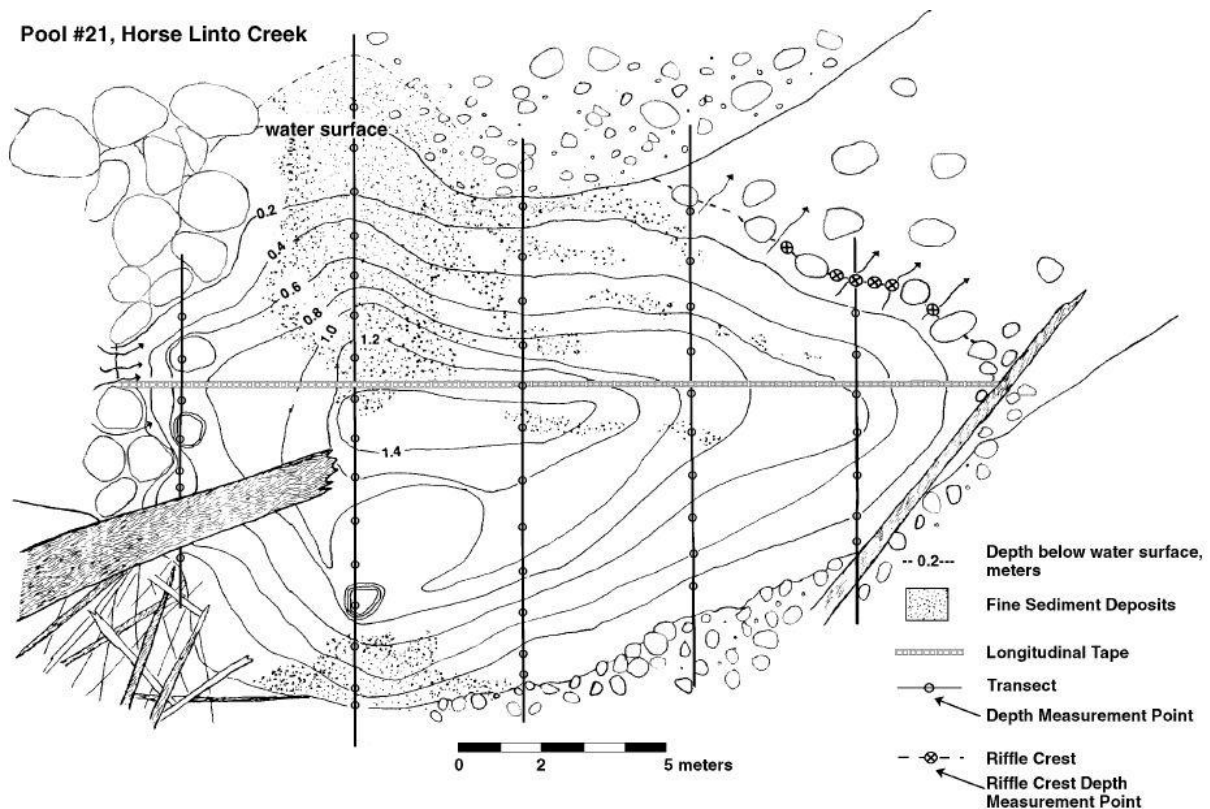 Pool #21, Horse Linto Creek
water surface
0.2
0.4
0.6
0.8
1.0
1.2
1.4
-- 0.2---
Depth below water surface,
meters
Fine Sediment Deposits
Longitudinal Tape
Transect
Depth Measurement Point
Riffle Crest
Riffle Crest Depth
Measurement Point
0 2 5 meters